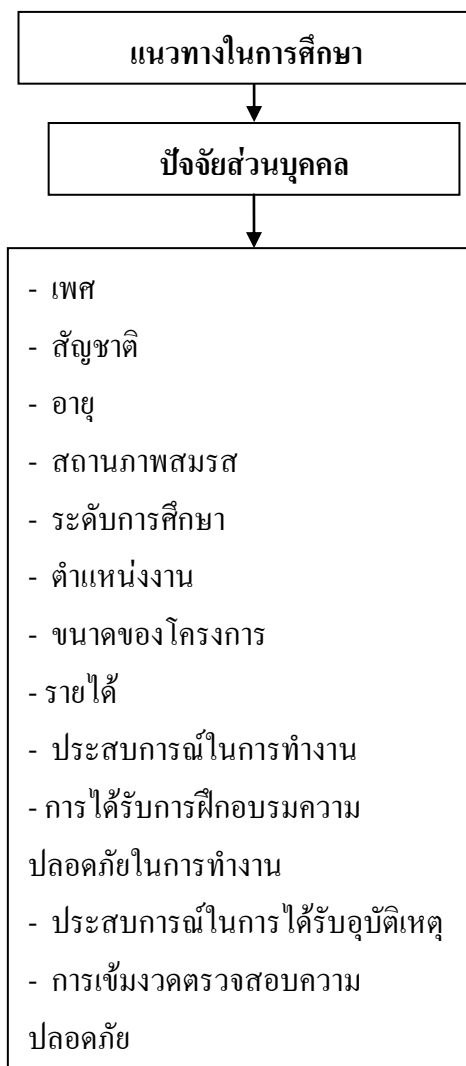 แนวทางในการศึกษา
ปัจจัยส่วนบุคคล
- เพศ
- สัญชาติ
- อายุ
- สถานภาพสมรส
- ระดับการศึกษา
- ตำแหน่งงาน
- ขนาดของโครงการ
- รายได้
- ประสบการณ์ในการทำงาน
- การได้รับการฝึกอบรมความ
ปลอดภัยในการทำงาน
- ประสบการณ์ในการได้รับอุบัติเหตุ
- การเข้มงวดตรวจสอบความ
ปลอดภัย